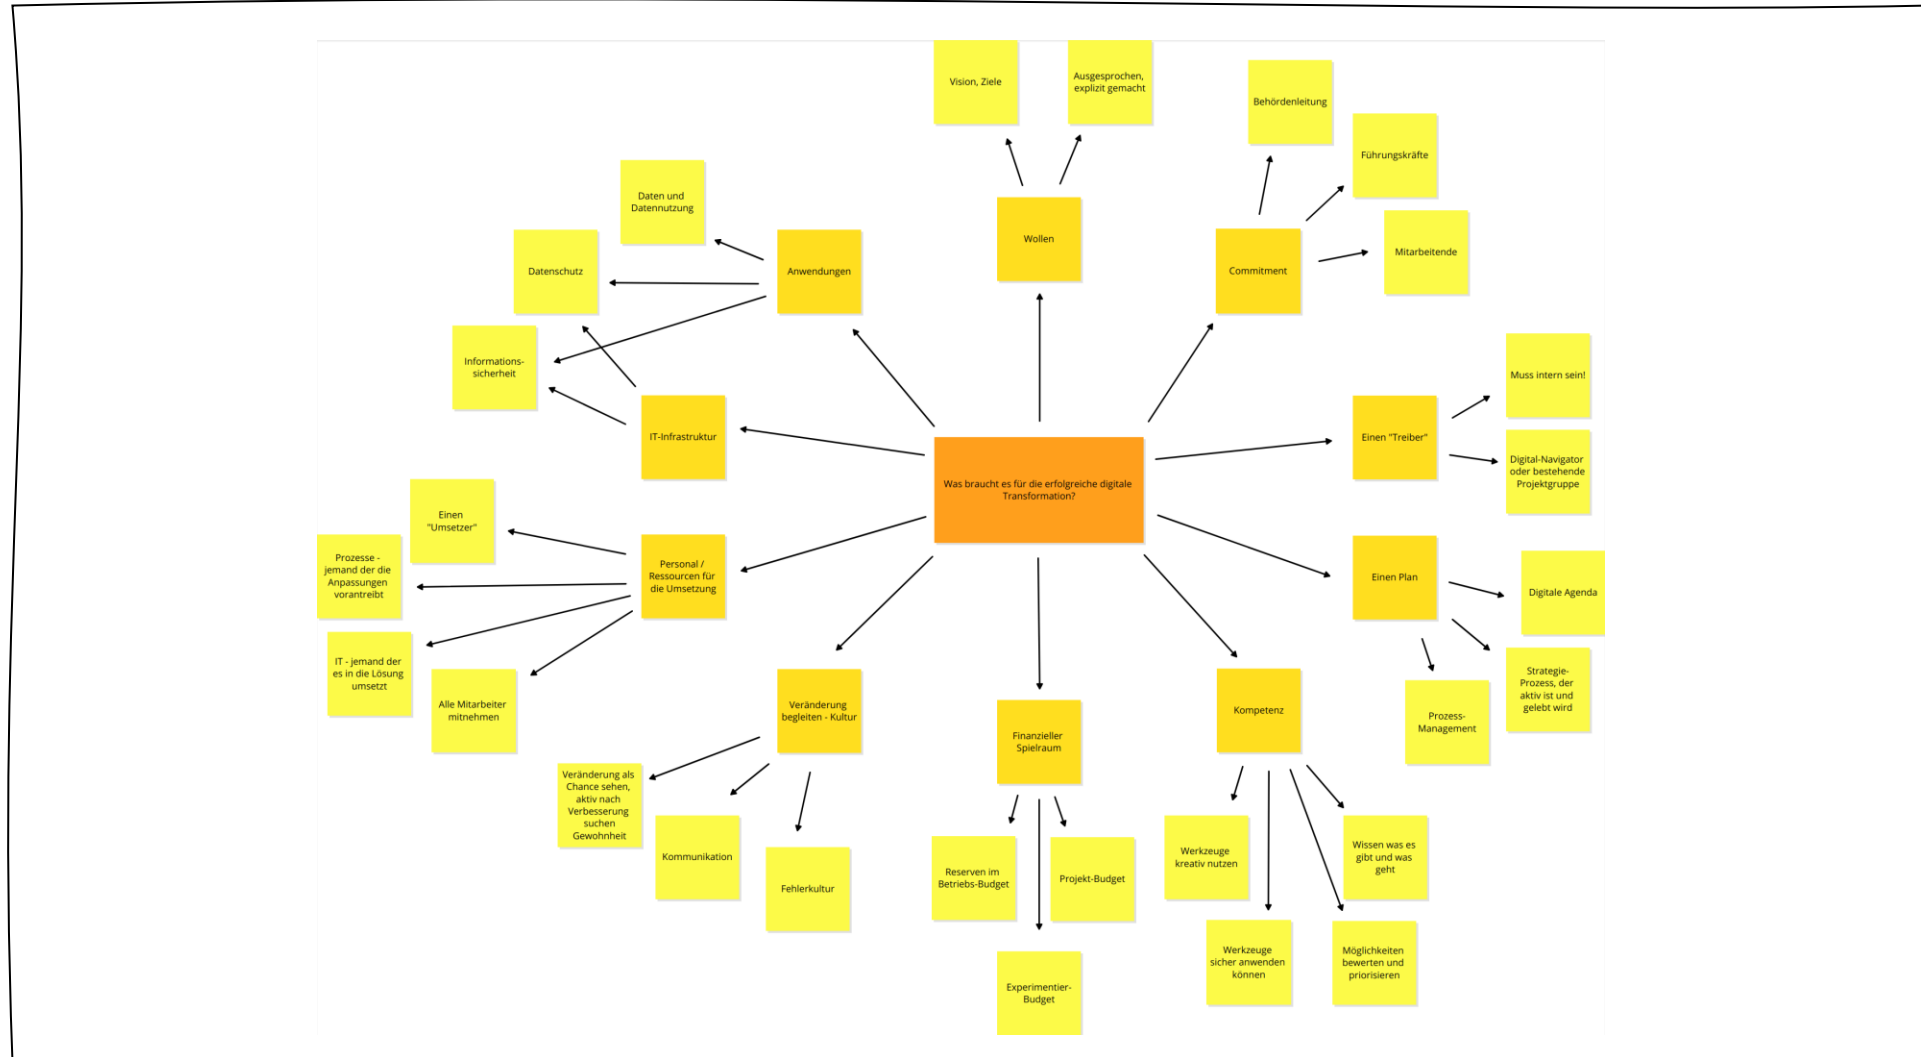 Vision, Ziele
Ausgesprochen,
explizit gemacht
Behördenleitung
Führungskräfte
Mitarbeitende
Daten und
Datennutzung
Datenschutz
Informations-
sicherheit
Anwendungen
Wollen
Commitment
IT-Infrastruktur
Was braucht es für die erfolgreiche digitale
Transformation?
Einen "Treiber"
Muss intern sein!
Digital-Navigator
oder bestehende
Projektgruppe
Einen
"Umsetzer"
Prozesse -
jemand der die
Anpassungen
vorantreibt
IT - jemand der
es in die Lösung
umsetzt
Alle Mitarbeiter
mitnehmen
Personal /
Ressourcen für
die Umsetzung
Einen Plan
Digitale Agenda
Strategie-
Prozess, der
aktiv ist und
gelebt wird
Prozess-
Management
Veränderung
begleiten - Kultur
Veränderung als
Chance sehen,
aktiv nach
Verbesserung
suchen
Gewohnheit
Kommunikation
Fehlerkultur
Finanzieller
Spielraum
Reserven im
Betriebs-Budget
Projekt-Budget
Experimentier-
Budget
Kompetenz
Werkzeuge
kreativ nutzen
Wissen was es
gibt und was
geht
Werkzeuge
sicher anwenden
können
Möglichkeiten
bewerten und
priorisieren